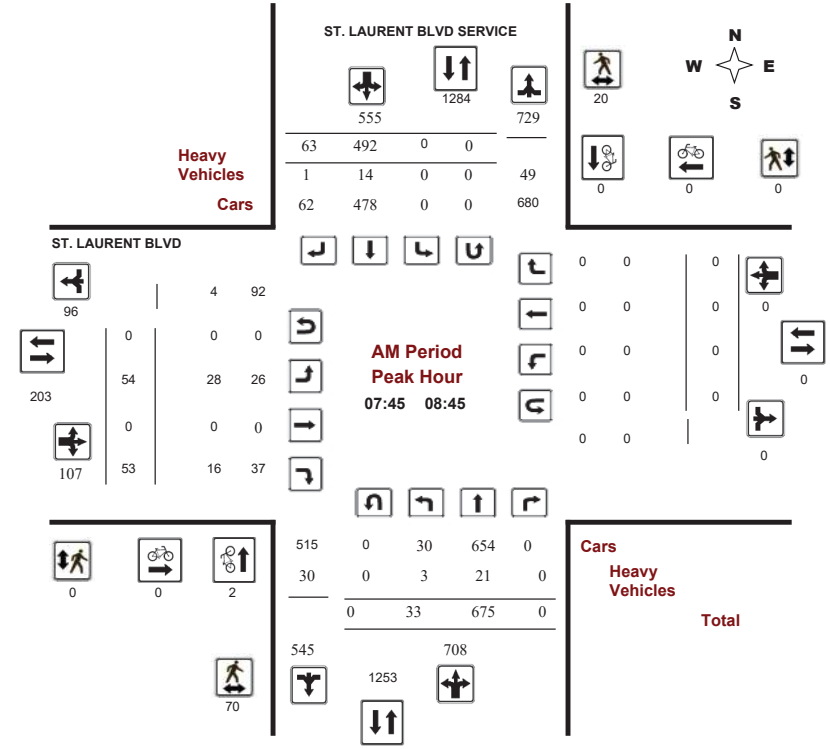 ST. LAURENT BLVD SERVICE
N
W E
S
1284
20
555 729
63 492 0 0
Heavy
Vehicles
1 14 0 0 49
Cars
62 478 0 0 680
0 0 0
ST. LAURENT BLVD
0 0 0
4 92
96
0
0 0 0
0 0 0
AM Period
Peak Hour
07:45 08:45
0 0 0
54 28 26
203
0
0 0 0
0 0 0
0 0
107
53 16 37
0
515 0 30 654 0
Cars
30 0 3 21 0
Heavy
Vehicles
0 0 2
0 33 675 0
Total
545 708
1253
70